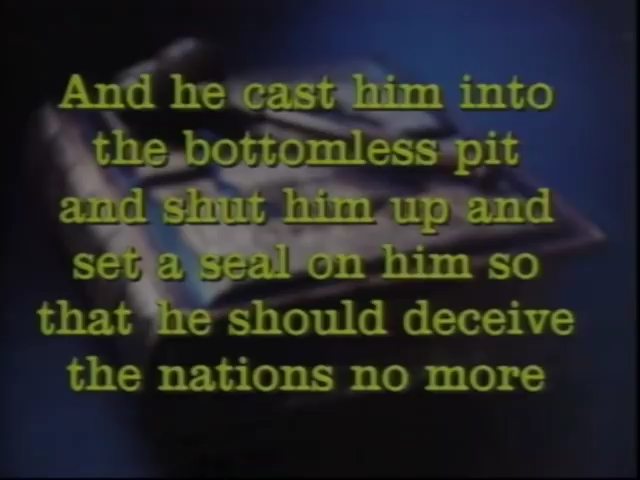 And he cast him into
the bottomless pit
and shut him up and
set a seal on him so
that he should deceive
the nations no more